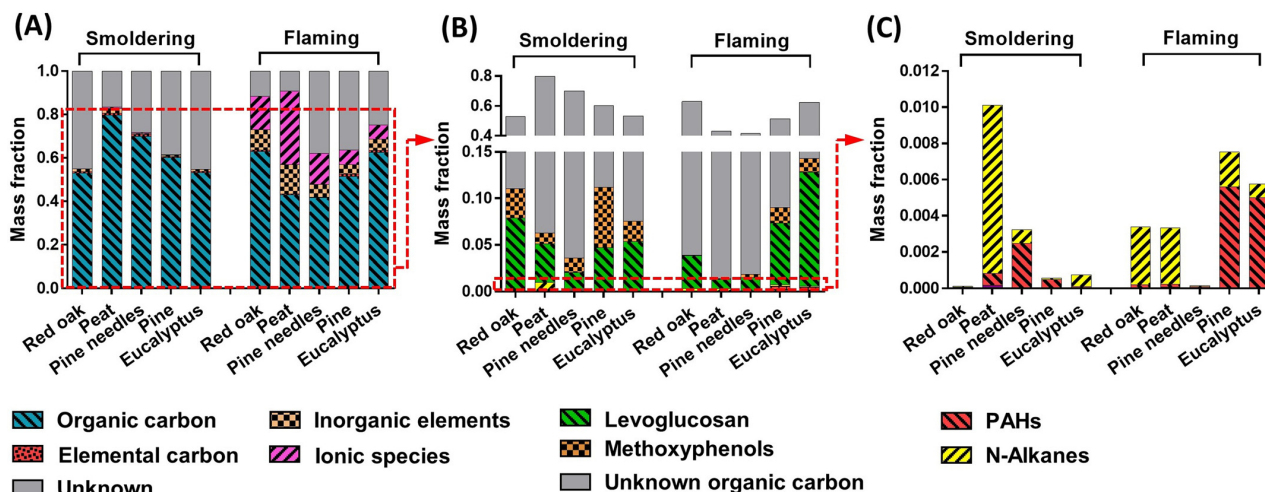 (A)
Smoldering
Flaming
Mass fraction
1.0
0.8
0.6
0.4
0.2
0.0
Red oak
Peat
Pine needles
Pine
Eucalyptus
Red oak
Peat
Pine needles
Pine
Eucalyptus
(B)
Smoldering
Flaming
Mass fraction
0.8
0.6
0.4
0.15
0.10
0.05
0.00
Red oak
Peat
Pine needles
Pine
Eucalyptus
Red oak
Peat
Pine needles
Pine
Eucalyptus
(C)
Smoldering
Flaming
Mass fraction
0.012
0.010
0.008
0.006
0.004
0.002
0.000
Red oak
Peat
Pine needles
Pine
Eucalyptus
Red oak
Peat
Pine needles
Pine
Eucalyptus
Organic carbon
Elemental carbon
Unknown
Inorganic elements
Ionic species
Levoglucosan
Methoxyphenols
Unknown organic carbon
PAHs
N-Alkanes